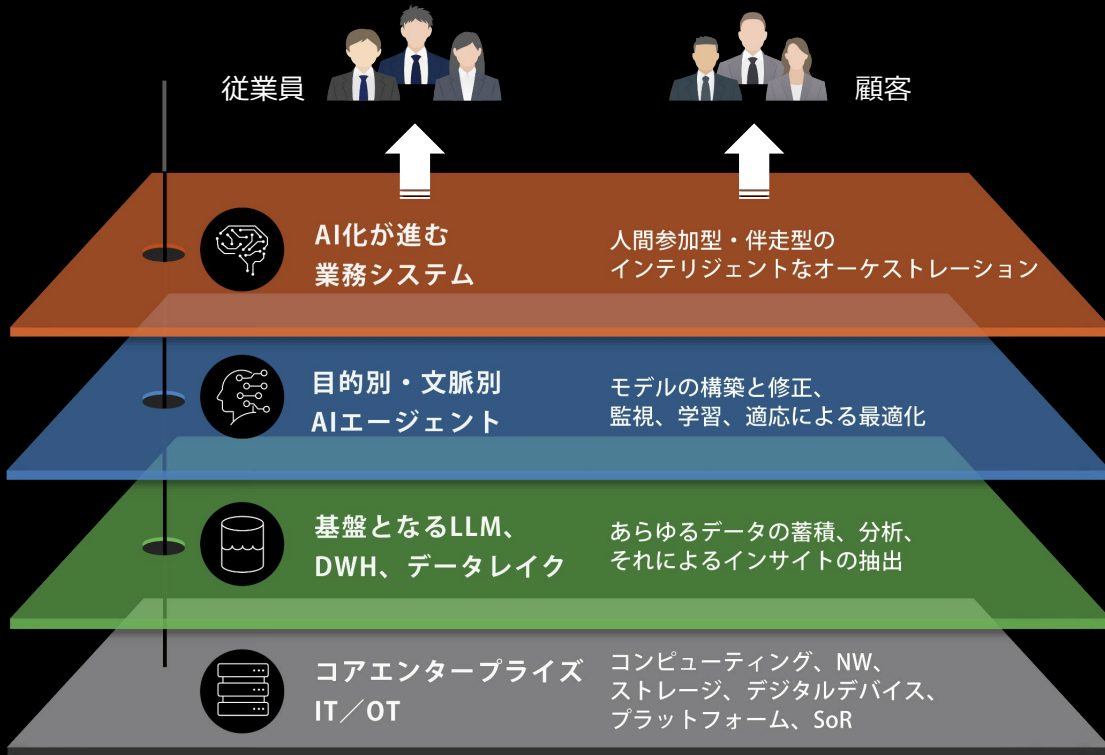 従業員
顧客
AI化が進む
業務システム
人間参加型・伴走型の
インテリジェントなオーケストレーション
目的別・文脈別
AIエージェント
モデルの構築と修正、
監視、学習、適応による最適化
基盤となるLLM、
DWH、データレイク
あらゆるデータの蓄積、分析、
それによるインサイトの抽出
コアエンタープライズ
IT／OT
コンピューティング、NW、
ストレージ、デジタルデバイス、
プラットフォーム、SoR